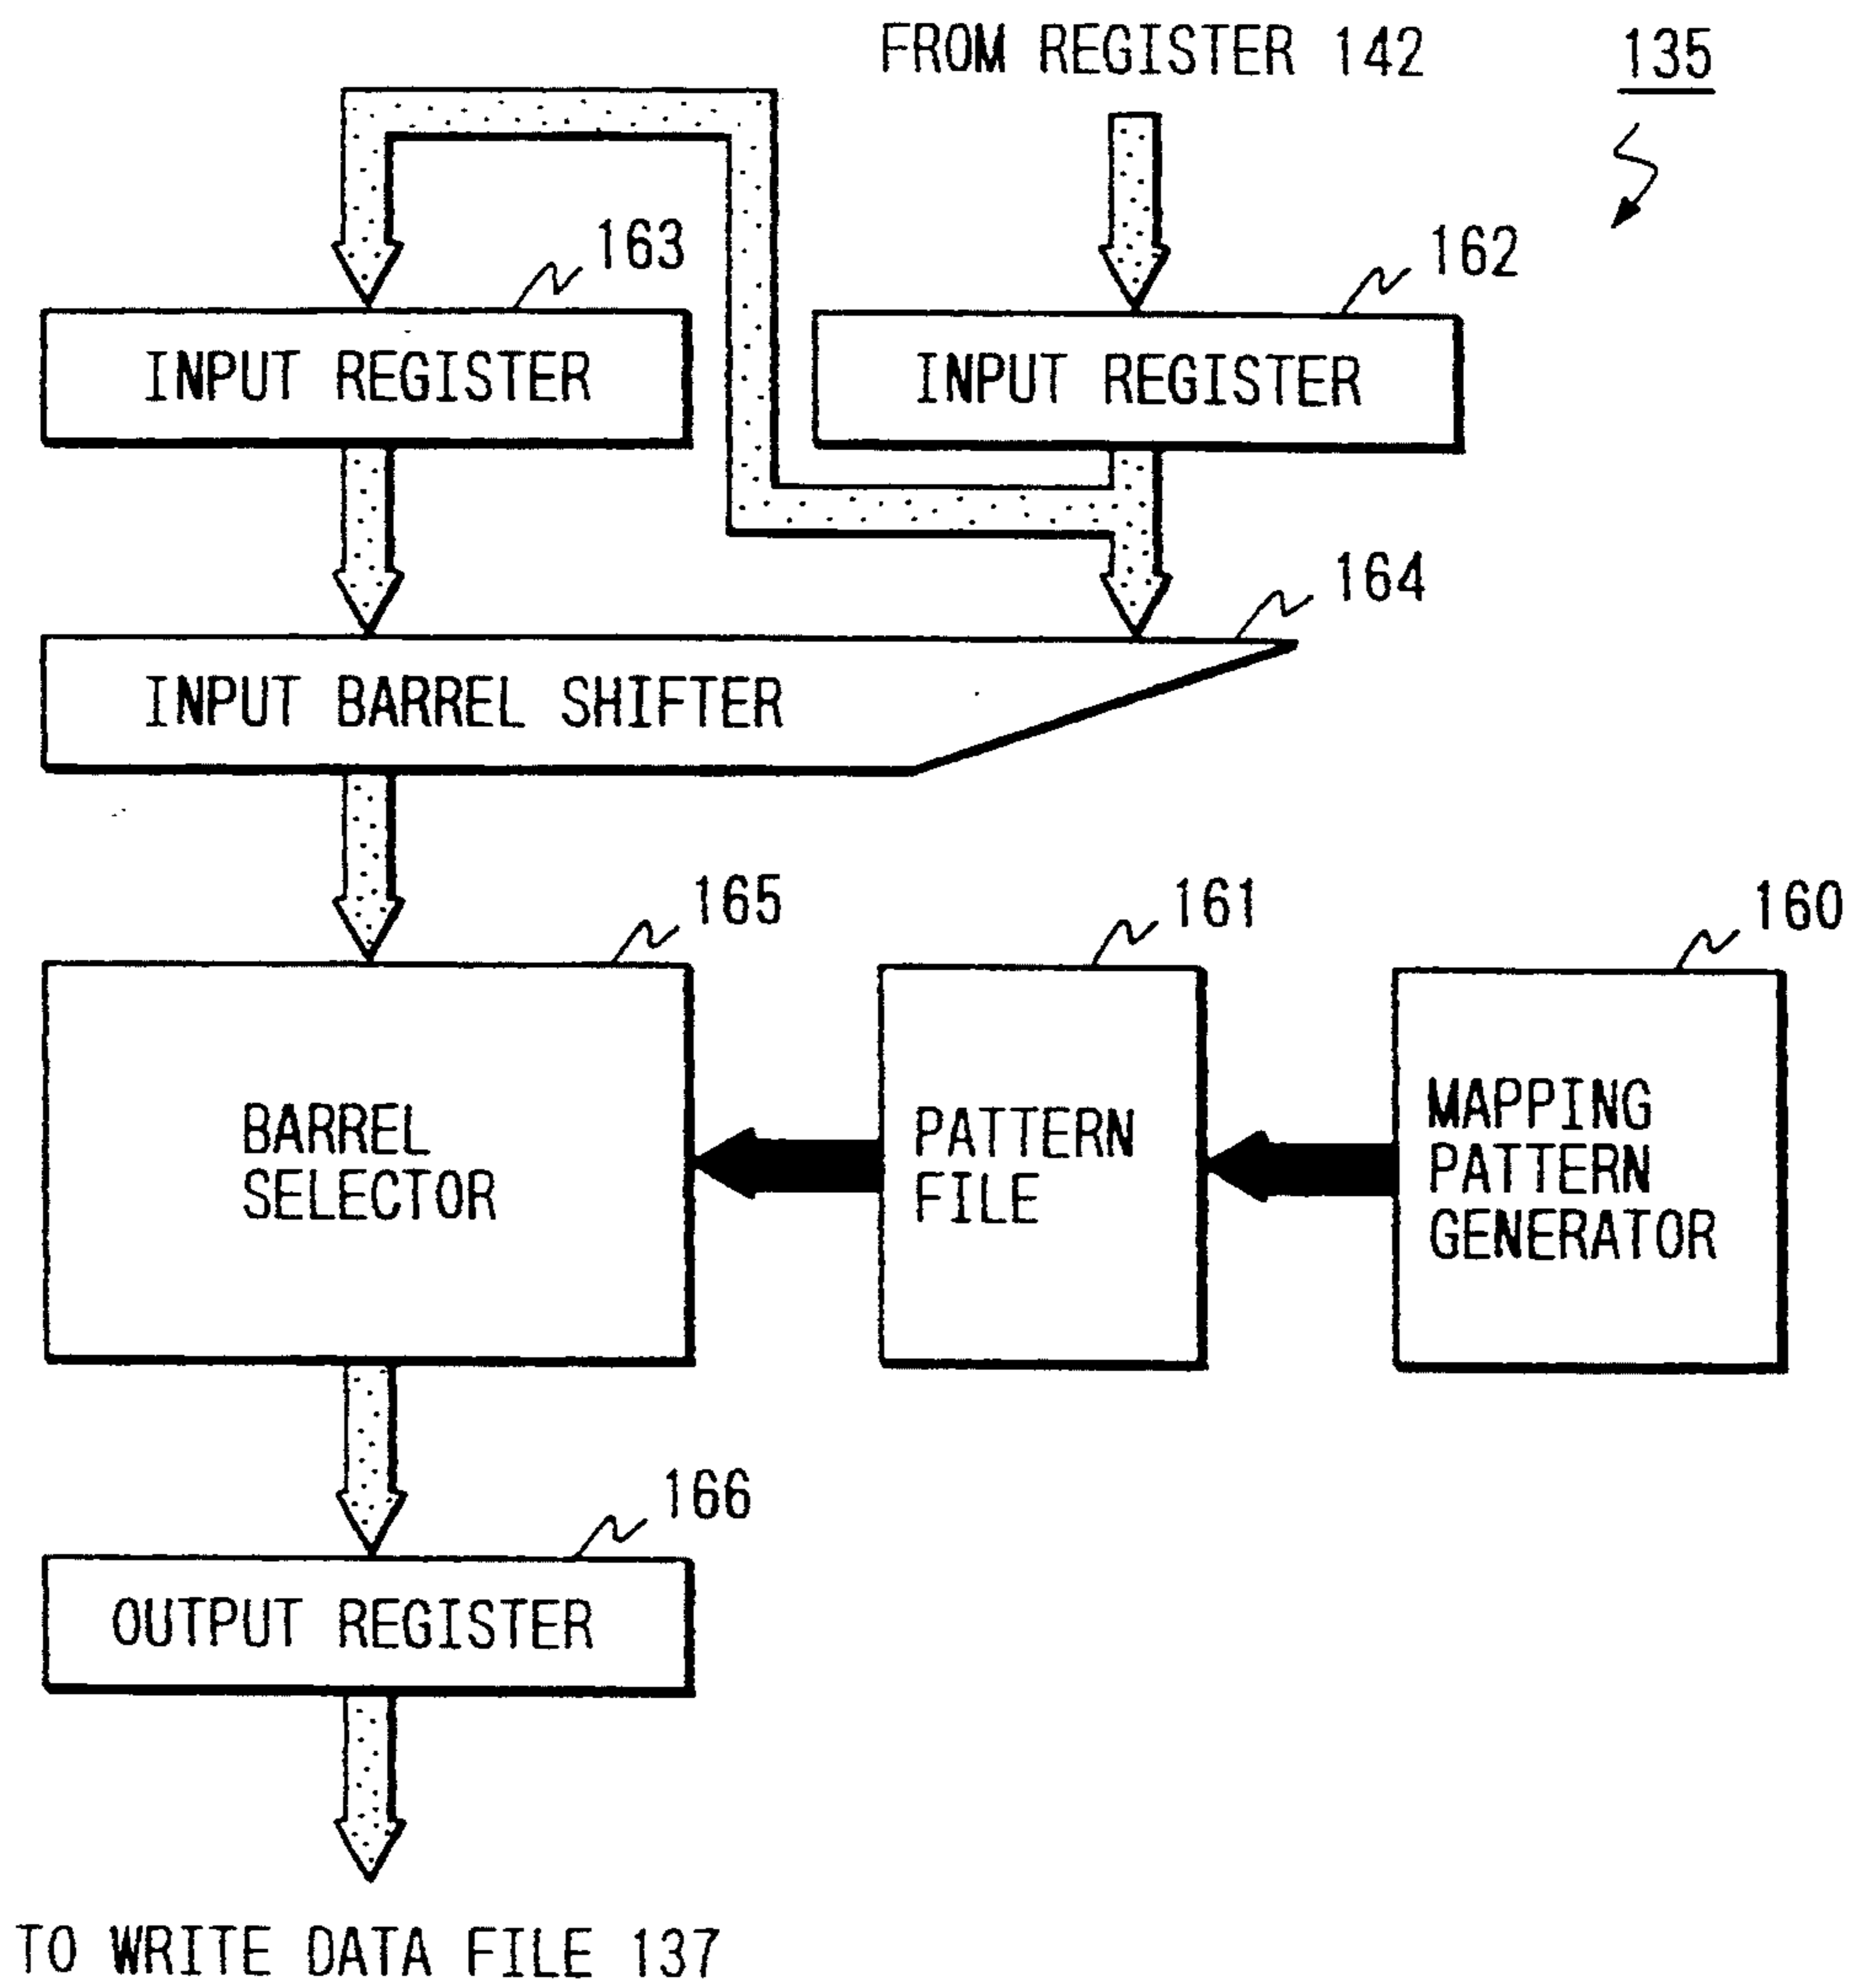 FROM REGISTER 142
135
163
162
INPUT REGISTER
INPUT REGISTER
164
INPUT BARREL SHIFTER
165
161
160
BARREL
SELECTOR
PATTERN
FILE
MAPPING
PATTERN
GENERATOR
166
OUTPUT REGISTER
TO WRITE DATA FILE 137